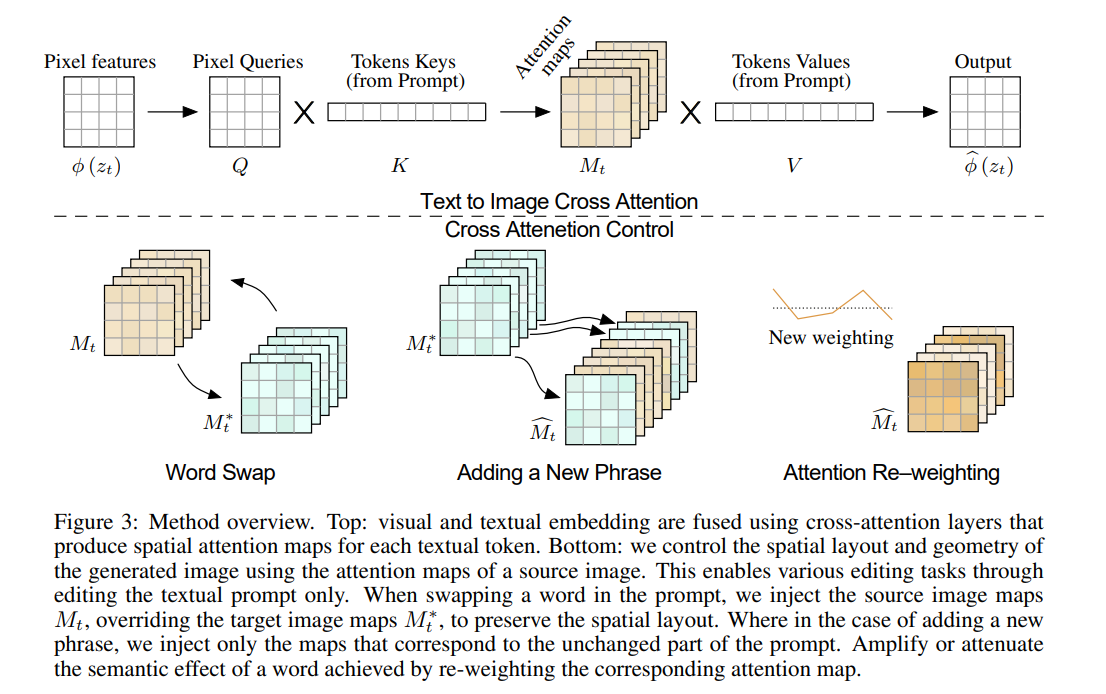 Pixel features
Pixel Queries
Tokens Keys
(from Prompt)
Attention
maps
Tokens Values
(from Prompt)
Output
ϕ (z_t)
Q
K
M_t
V
ϕ̂ (z_t)
Text to Image Cross Attention
Cross Attenetion Control
M_t
M_t^*
Word Swap
M_t^*
M̂_t
Adding a New Phrase
New weighting
M̂_t
Attention Re–weighting
Figure 3: Method overview. Top: visual and textual embedding are fused using cross-attention layers that
produce spatial attention maps for each textual token. Bottom: we control the spatial layout and geometry of
the generated image using the attention maps of a source image. This enables various editing tasks through
editing the textual prompt only. When swapping a word in the prompt, we inject the source image maps
M_t, overriding the target image maps M_t^*, to preserve the spatial layout. Where in the case of adding a new
phrase, we inject only the maps that correspond to the unchanged part of the prompt. Amplify or attenuate
the semantic effect of a word achieved by re-weighting the corresponding attention map.